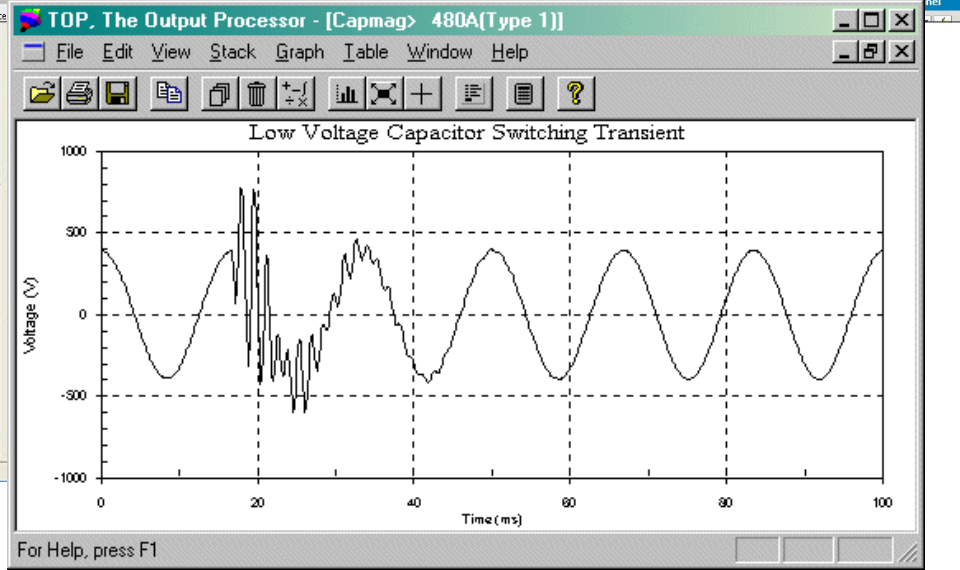 TOP, The Output Processor - [Capmag> 480A(Type 1)]
File Edit View Stack Graph Table Window Help
Low Voltage Capacitor Switching Transient
1000
500
0
-500
-1000
Voltage (V)
0 20 40 60 80 100
Time (ms)
For Help, press F1